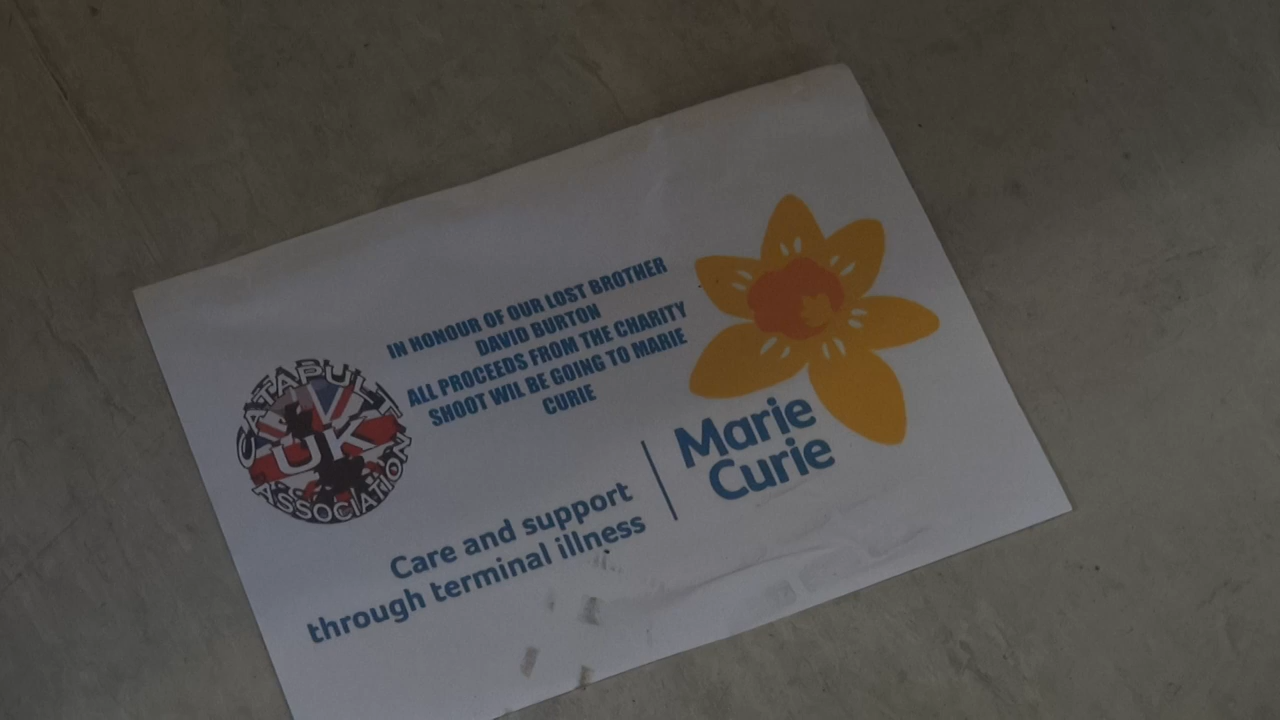 IN HONOUR OF OUR LOST BROTHER
DAVID BURTON
ALL PROCEEDS FROM THE CHARITY
SHOOT WIL BE GOING TO MARIE
CURIE
CATAPULT
UK
ASSOCIATION
Marie
Curie
Care and support
through terminal illness